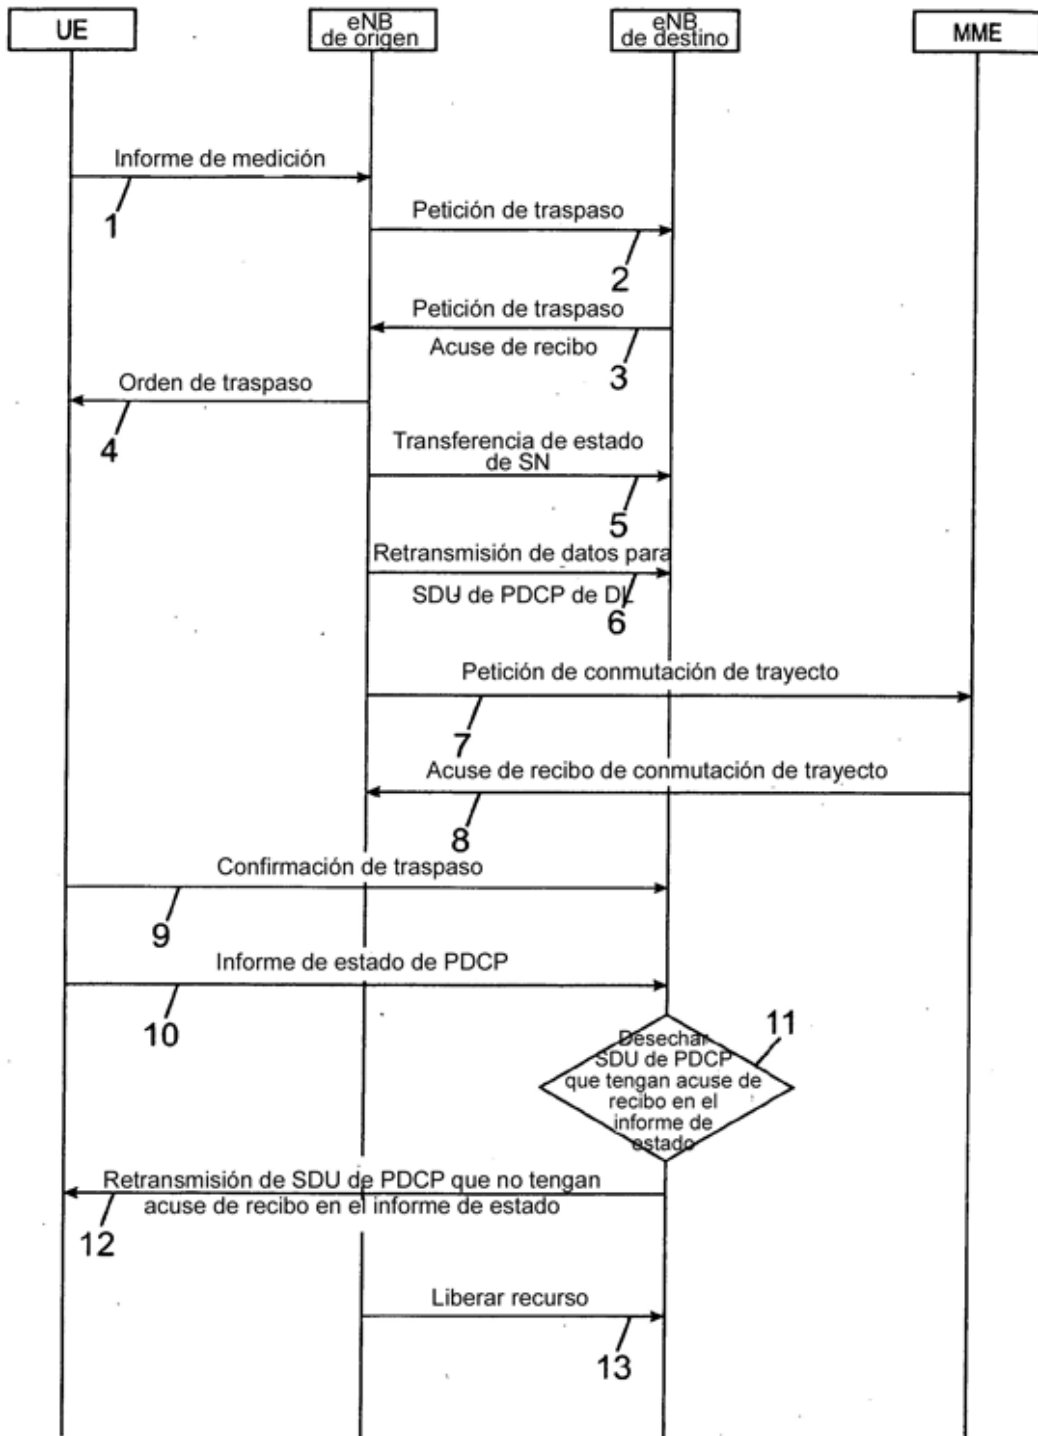 UE
eNB
de origen
eNB
de destino
MME
Informe de medición
1
Petición de traspaso
2
Petición de traspaso
Acuse de recibo
3
Orden de traspaso
4
Transferencia de estado
de SN
5
Retransmisión de datos para
SDU de PDCP de DL
6
Petición de conmutación de trayecto
7
Acuse de recibo de conmutación de trayecto
8
Confirmación de traspaso
9
Informe de estado de PDCP
10
11
Desechar
SDU de PDCP
que tengan acuse de
recibo en el
informe de
estado
Retransmisión de SDU de PDCP que no tengan
acuse de recibo en el informe de estado
12
Liberar recurso
13